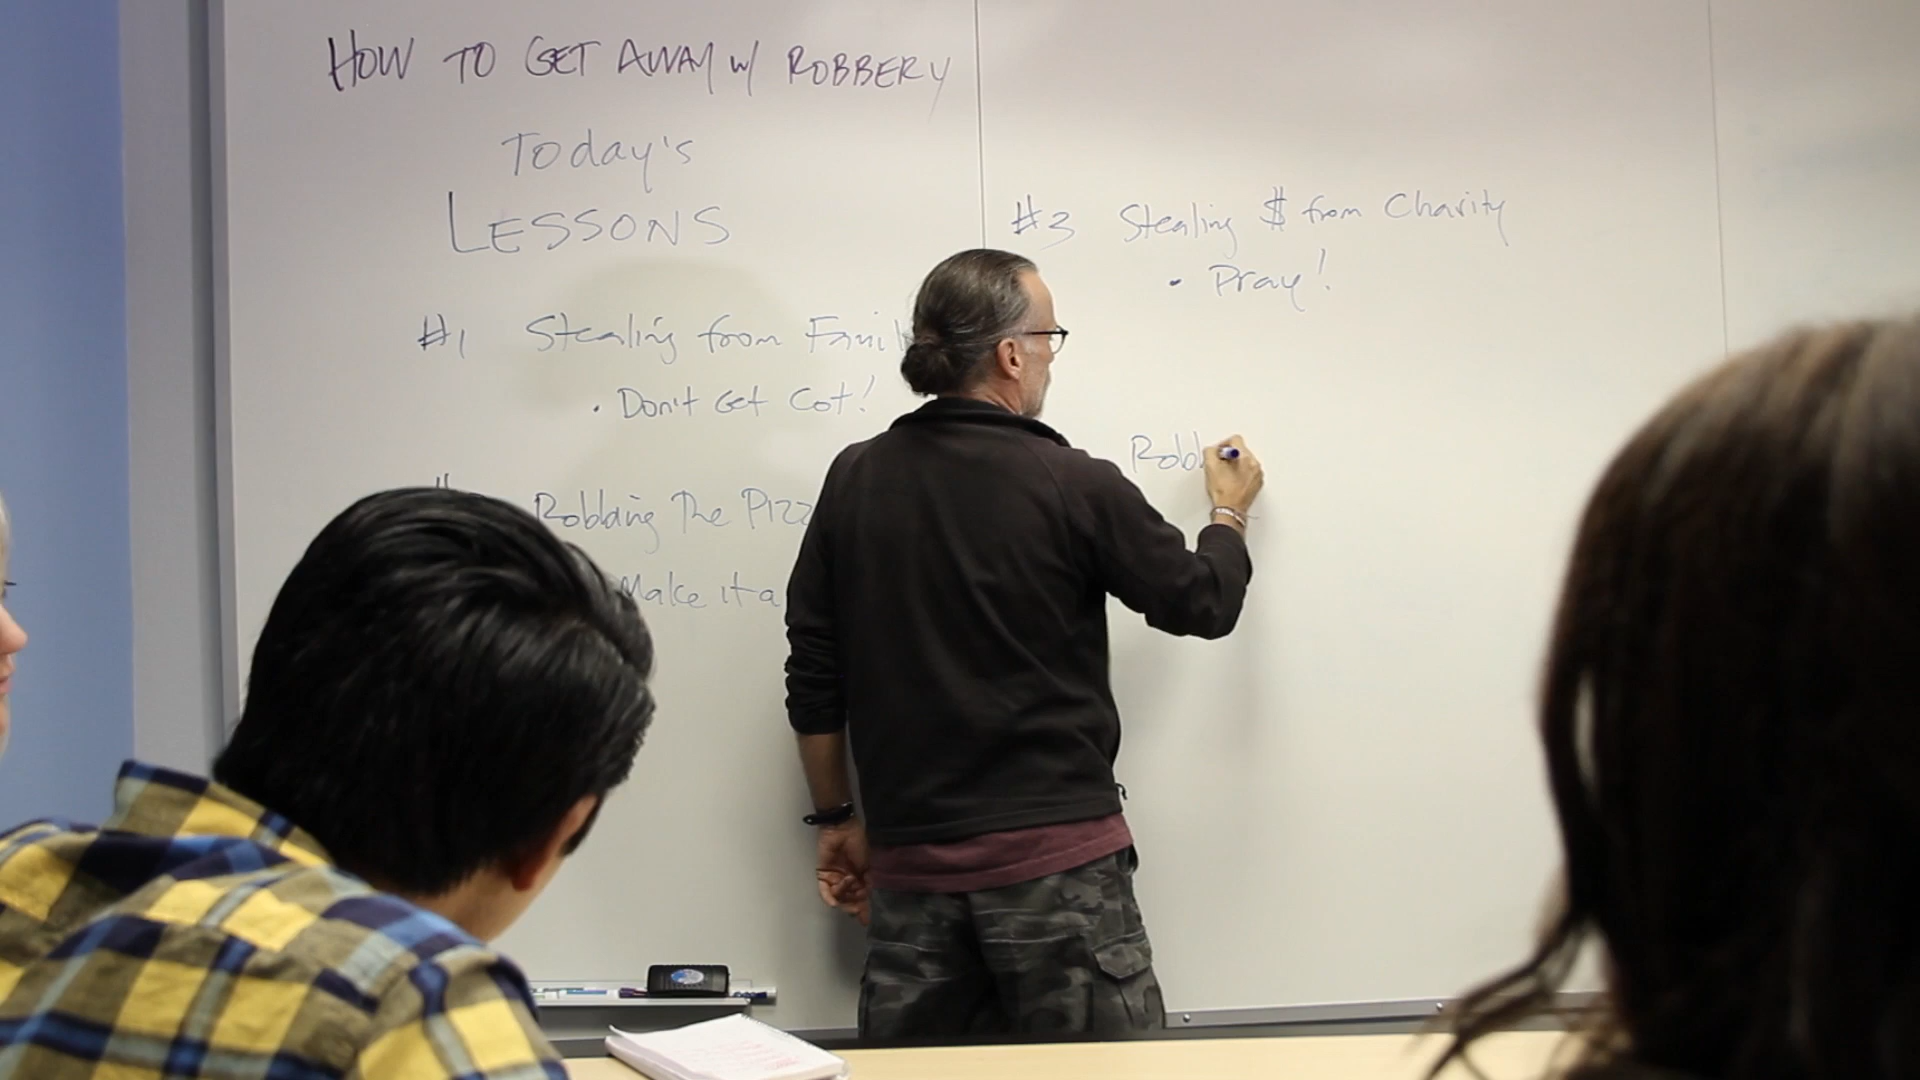 HOW TO GET AWAY w/ ROBBERY
Today's
LESSONS
#1 Stealing from
• Don't Get Cot!
Robbing The
Make it a
#3 Stealing $ from Charity
• Pray!